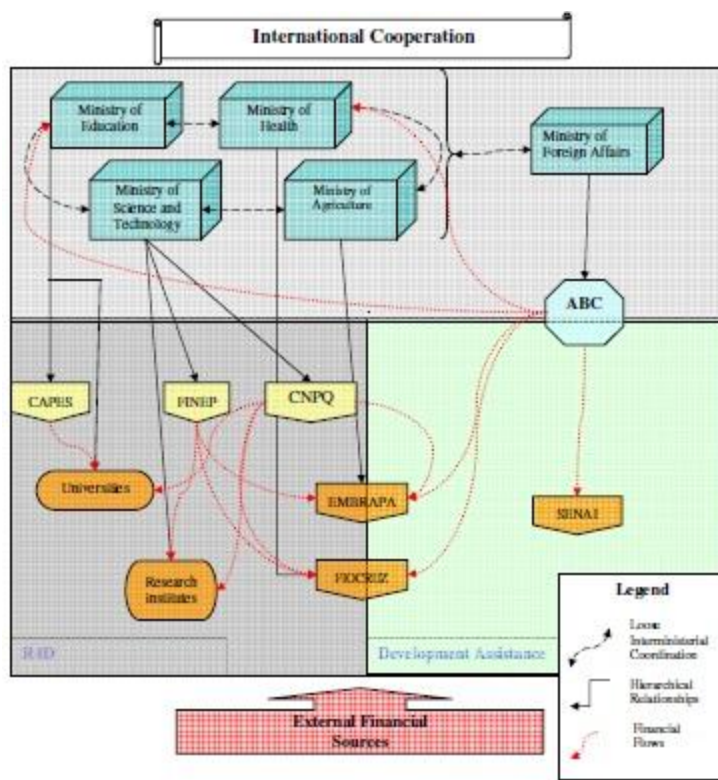 International Cooperation
Ministry of
Education
Ministry of
Health
Ministry of
Foreign Affairs
Ministry of
Science and
Technology
Ministry of
Agriculture
ABC
CAPES
FINEP
CNPQ
Universities
EMBRAPA
SENAI
Research
institutes
FIOCRUZ
Legend
Loose
Interministerial
Coordination
Hierarchical
Relationships
Financial
Flows
Development Assistance
External Financial
Sources